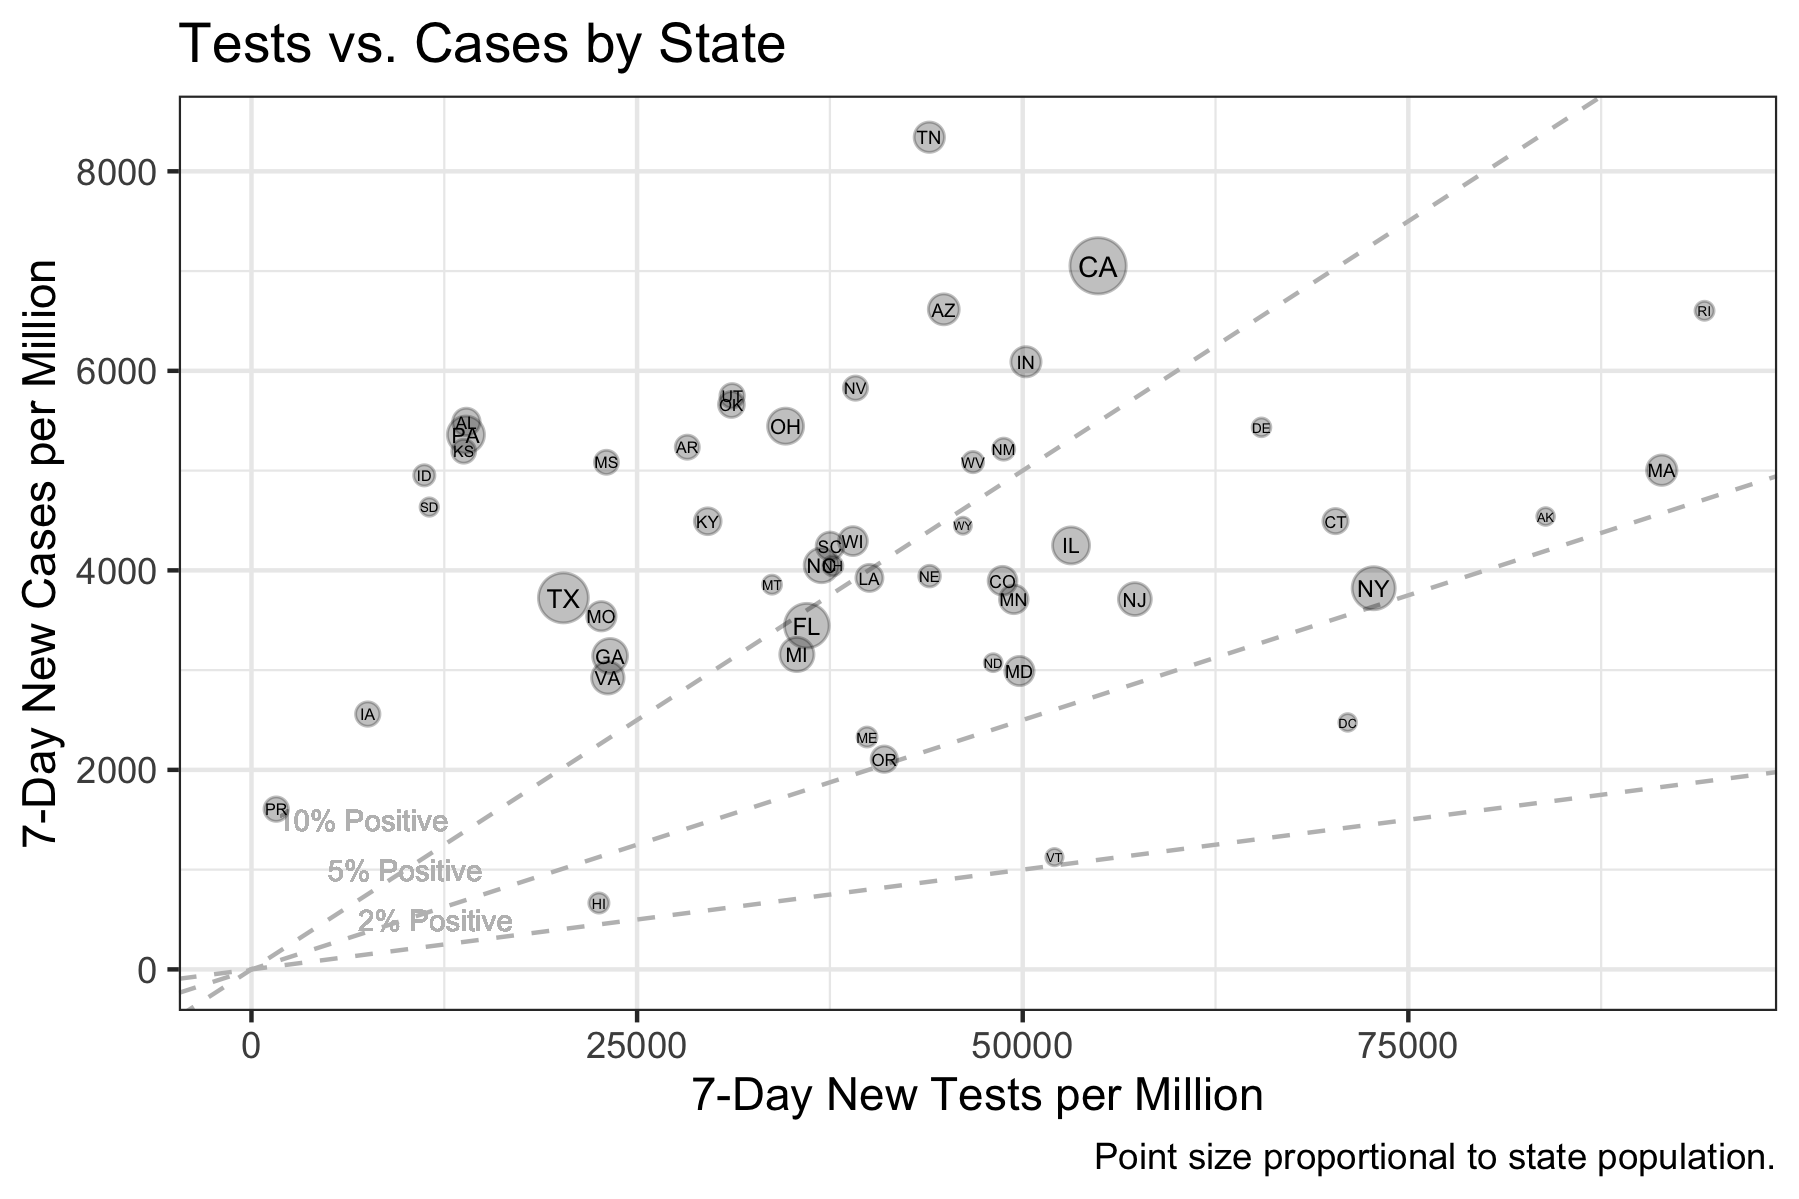 Tests vs. Cases by State
7-Day New Cases per Million
8000
6000
4000
2000
0
TN
CA
AZ
RI
IN
NV
UT
OK
AL
PA
KS
OH
DE
AR
NM
MS
WV
MA
ID
SD
KY
WY
CT
AK
SC
WI
IL
NC
NH
LA
NE
CO
MT
NY
TX
MN
NJ
MO
FL
GA
MI
VA
ND
MD
IA
ME
DC
OR
PR
10% Positive
5% Positive
VT
HI
2% Positive
0
25000
50000
75000
7-Day New Tests per Million
Point size proportional to state population.